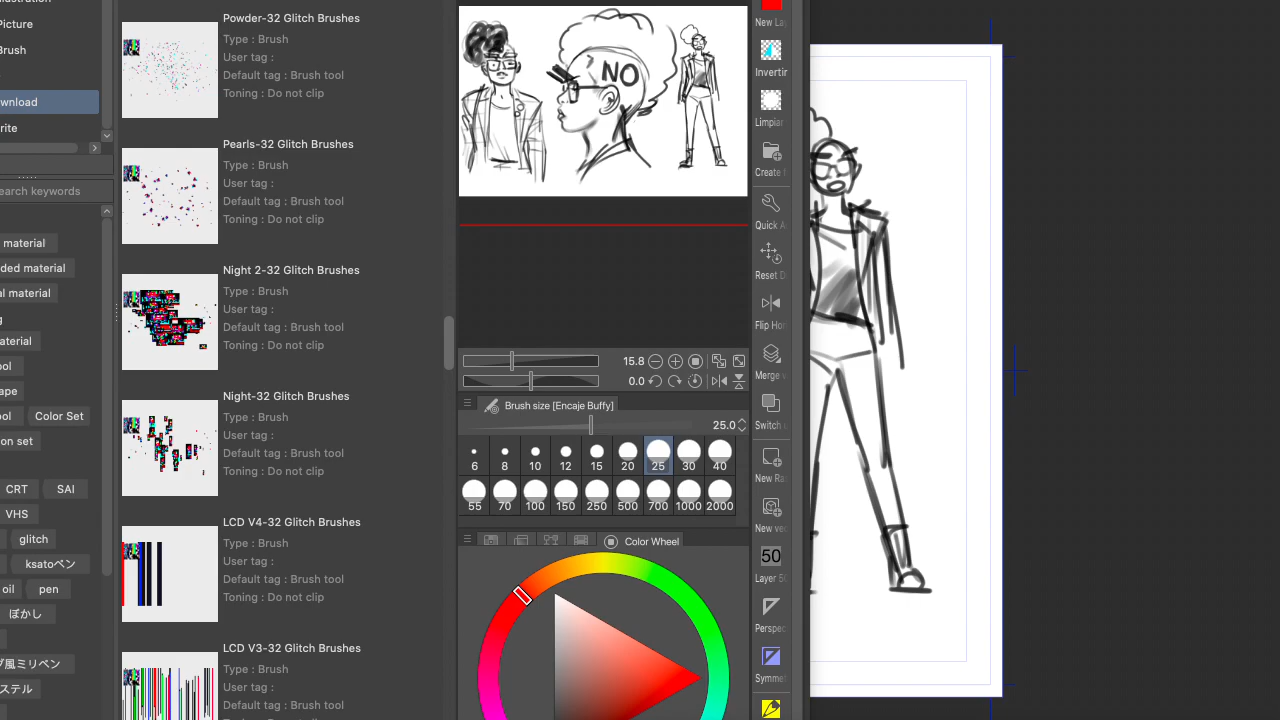 Picture
Brush
wnload
rite
earch keywords
material
ded material
al material
g
aterial
ool
ape
ool
Color Set
on set
CRT
SAI
VHS
glitch
ksatoペン
oil
pen
ぼかし
風ミリペン
ステル
Powder-32 Glitch Brushes
Type : Brush
User tag :
Default tag : Brush tool
Toning : Do not clip
Pearls-32 Glitch Brushes
Type : Brush
User tag :
Default tag : Brush tool
Toning : Do not clip
Night 2-32 Glitch Brushes
Type : Brush
User tag :
Default tag : Brush tool
Toning : Do not clip
Night-32 Glitch Brushes
Type : Brush
User tag :
Default tag : Brush tool
Toning : Do not clip
LCD V4-32 Glitch Brushes
Type : Brush
User tag :
Default tag : Brush tool
Toning : Do not clip
LCD V3-32 Glitch Brushes
Type : Brush
User tag :
Default tag : Brush tool
NO
15.8
0.0
Brush size [Encaje Buffy]
25.0
6 8 10 12 15 20 25 30 40
55 70 100 150 250 500 700 1000 2000
Color Wheel
New La
Invertir
Limpiar
Create
Quick A
Reset D
Flip Hor
Merge
Switch
New Ra
New vec
50
Layer 50
Perspe
Symme